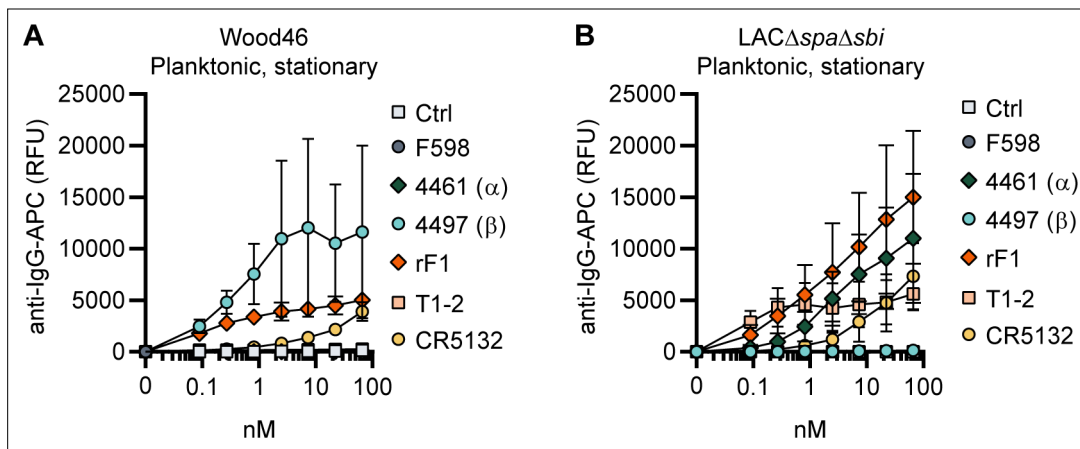 A
Wood46
Planktonic, stationary
anti-IgG-APC (RFU)
25000
20000
15000
10000
5000
0
0
0.1
1
10
100
nM
Ctrl
F598
4461 (α)
4497 (β)
rF1
T1-2
CR5132
B
LACΔspaΔsbi
Planktonic, stationary
anti-IgG-APC (RFU)
25000
20000
15000
10000
5000
0
0
0.1
1
10
100
nM
Ctrl
F598
4461 (α)
4497 (β)
rF1
T1-2
CR5132